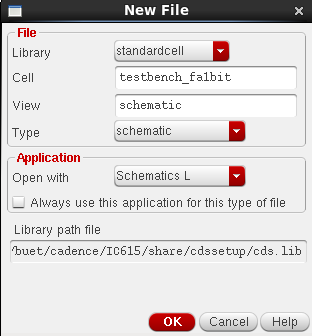 New File
File
Library standardcell
Cell testbench_fa1bit
View schematic
Type schematic
Application
Open with Schematics L
Always use this application for this type of file
Library path file
buet/cadence/IC615/share/cdssetup/cds.lib
OK Cancel Help